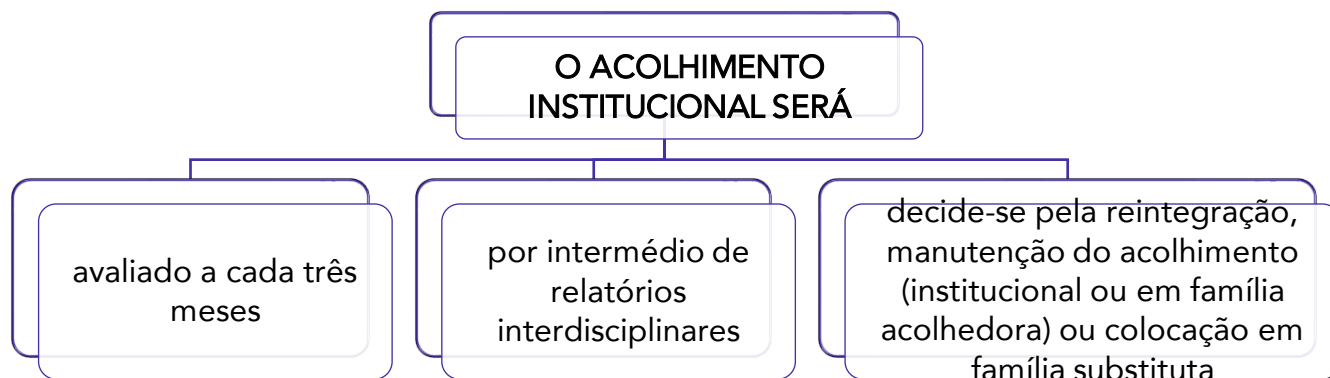 O ACOLHIMENTO
INSTITUCIONAL SERÁ
avaliado a cada três
meses
por intermédio de
relatórios
interdisciplinares
decide-se pela reintegração,
manutenção do acolhimento
(institucional ou em família
acolhedora) ou colocação em
família substituta